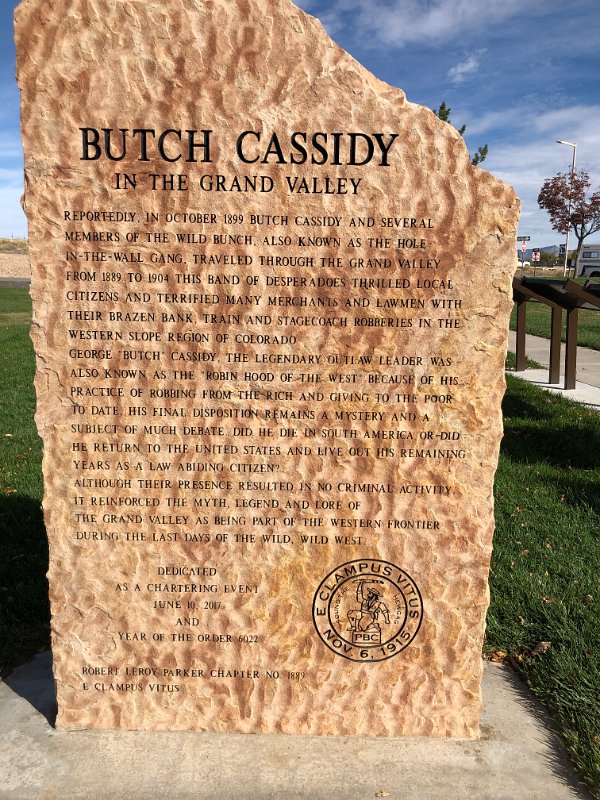 BUTCH CASSIDY
IN THE GRAND VALLEY
REPORTEDLY, IN OCTOBER 1899 BUTCH CASSIDY AND SEVERAL
MEMBERS OF THE WILD BUNCH, ALSO KNOWN AS THE HOLE-
IN-THE-WALL GANG, TRAVELED THROUGH THE GRAND VALLEY.
FROM 1889 TO 1904 THIS BAND OF DESPERADOES THRILLED LOCAL
CITIZENS AND TERRIFIED MANY MERCHANTS AND LAWMEN WITH
THEIR BRAZEN BANK, TRAIN AND STAGECOACH ROBBERIES IN THE
WESTERN SLOPE REGION OF COLORADO.
GEORGE "BUTCH" CASSIDY, THE LEGENDARY OUTLAW LEADER WAS
ALSO KNOWN AS THE "ROBIN HOOD OF THE WEST" BECAUSE OF HIS
PRACTICE OF ROBBING FROM THE RICH AND GIVING TO THE POOR.
TO DATE, HIS FINAL DISPOSITION REMAINS A MYSTERY AND A
SUBJECT OF MUCH DEBATE. DID HE DIE IN SOUTH AMERICA OR DID
HE RETURN TO THE UNITED STATES AND LIVE OUT HIS REMAINING
YEARS AS A LAW ABIDING CITIZEN?
ALTHOUGH THEIR PRESENCE RESULTED IN NO CRIMINAL ACTIVITY,
IT REINFORCED THE MYTH, LEGEND AND LORE OF
THE GRAND VALLEY AS BEING PART OF THE WESTERN FRONTIER
DURING THE LAST DAYS OF THE WILD, WILD WEST.
DEDICATED
AS A CHARTERING EVENT
JUNE 10, 2017
AND
YEAR OF THE ORDER 6022
E CLAMPUS VITUS
PBC
NOV 6, 1915
ROBERT LEROY PARKER CHAPTER NO. 1889
E CLAMPUS VITUS